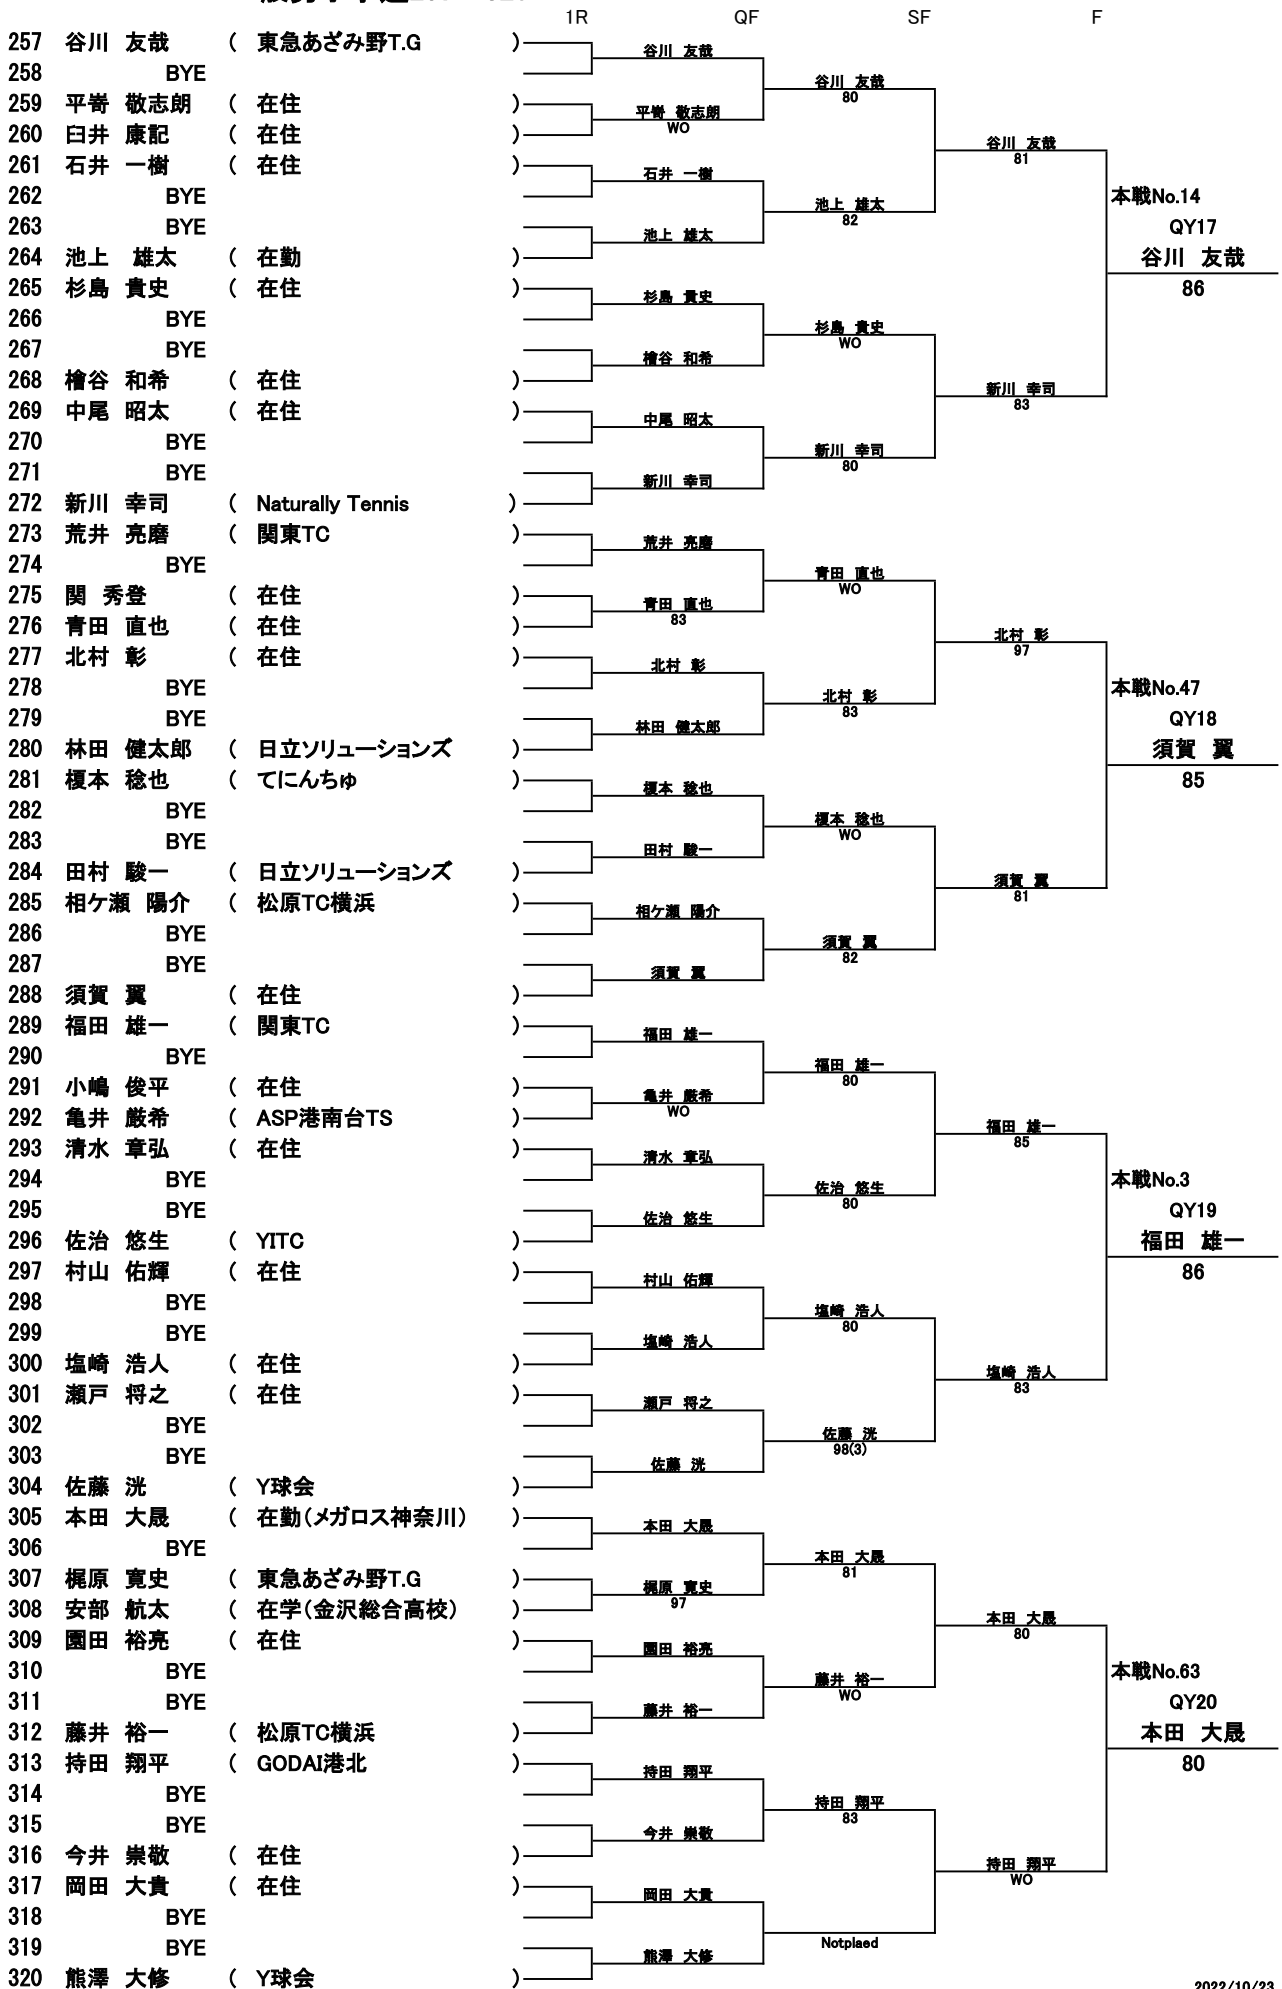 1R QF SF F
257 谷川 友哉 ( 東急あざみ野T.G )
258 BYE
259 平嵜 敬志朗 ( 在住 )
260 臼井 康記 ( 在住 )
261 石井 一樹 ( 在住 )
262 BYE
263 BYE
264 池上 雄太 ( 在勤 )
265 杉島 貴史 ( 在住 )
266 BYE
267 BYE
268 檜谷 和希 ( 在住 )
269 中尾 昭太 ( 在住 )
270 BYE
271 BYE
272 新川 幸司 ( Naturally Tennis )
273 荒井 亮磨 ( 関東TC )
274 BYE
275 関 秀登 ( 在住 )
276 青田 直也 ( 在住 )
277 北村 彰 ( 在住 )
278 BYE
279 BYE
280 林田 健太郎 ( 日立ソリューションズ )
281 榎本 稔也 ( てにんちゅ )
282 BYE
283 BYE
284 田村 駿一 ( 日立ソリューションズ )
285 相ケ瀬 陽介 ( 松原TC横浜 )
286 BYE
287 BYE
288 須賀 翼 ( 在住 )
289 福田 雄一 ( 関東TC )
290 BYE
291 小嶋 俊平 ( 在住 )
292 亀井 厳希 ( ASP港南台TS )
293 清水 章弘 ( 在住 )
294 BYE
295 BYE
296 佐治 悠生 ( YITC )
297 村山 佑輝 ( 在住 )
298 BYE
299 BYE
300 塩崎 浩人 ( 在住 )
301 瀬戸 将之 ( 在住 )
302 BYE
303 BYE
304 佐藤 洸 ( Y球会 )
305 本田 大晟 ( 在勤(メガロス神奈川) )
306 BYE
307 梶原 寛史 ( 東急あざみ野T.G )
308 安部 航太 ( 在学(金沢総合高校) )
309 園田 裕亮 ( 在住 )
310 BYE
311 BYE
312 藤井 裕一 ( 松原TC横浜 )
313 持田 翔平 ( GODAI港北 )
314 BYE
315 BYE
316 今井 崇敬 ( 在住 )
317 岡田 大貴 ( 在住 )
318 BYE
319 BYE
320 熊澤 大修 ( Y球会 )
谷川 友哉
平嵜 敬志朗
WO
石井 一樹
池上 雄太
杉島 貴史
檜谷 和希
中尾 昭太
新川 幸司
荒井 亮磨
青田 直也
83
北村 彰
林田 健太郎
榎本 稔也
田村 駿一
相ケ瀬 陽介
須賀 翼
福田 雄一
亀井 厳希
WO
清水 章弘
佐治 悠生
村山 佑輝
塩崎 浩人
瀬戸 将之
佐藤 洸
本田 大晟
梶原 寛史
97
園田 裕亮
藤井 裕一
持田 翔平
今井 崇敬
岡田 大貴
熊澤 大修
谷川 友哉
80
池上 雄太
82
杉島 貴史
WO
新川 幸司
80
青田 直也
WO
北村 彰
83
榎本 稔也
WO
須賀 翼
82
福田 雄一
80
佐治 悠生
80
塩崎 浩人
80
佐藤 洸
98(3)
本田 大晟
81
藤井 裕一
WO
持田 翔平
83
Notplaed
谷川 友哉
81
新川 幸司
83
北村 彰
97
須賀 翼
81
福田 雄一
85
塩崎 浩人
83
本田 大晟
80
持田 翔平
WO
本戦No.14
QY17
谷川 友哉
86
本戦No.47
QY18
須賀 翼
85
本戦No.3
QY19
福田 雄一
86
本戦No.63
QY20
本田 大晟
80
2022/10/23